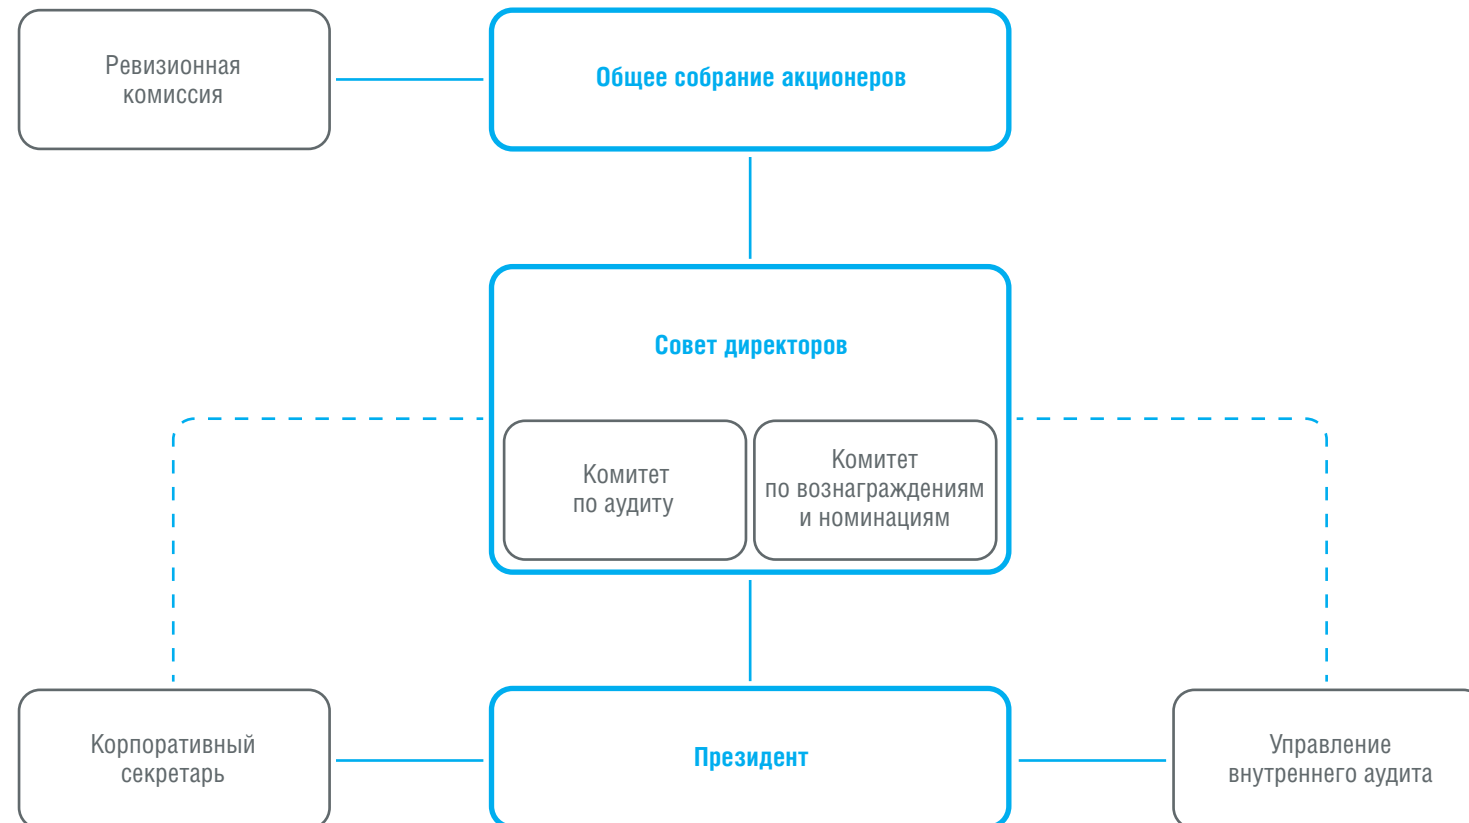 Ревизионная
комиссия
Общее собрание акционеров
Совет директоров
Комитет
по аудиту
Комитет
по вознаграждениям
и номинациям
Корпоративный
секретарь
Президент
Управление
внутреннего аудита